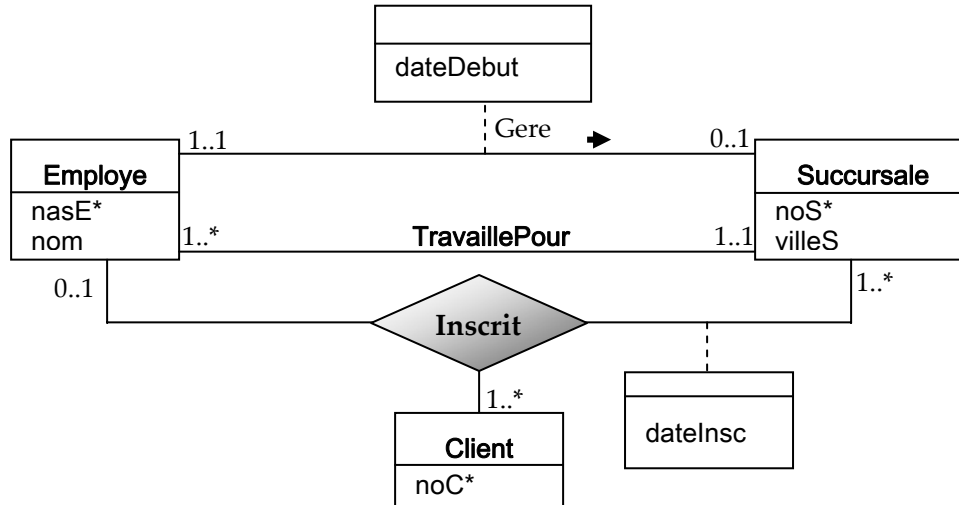 dateDebut
Gere
1..1
0..1
Employe
Succursale
nasE*
nom
noS*
villeS
1..*
TravaillePour
1..1
0..1
1..*
Inscrit
1..*
dateInsc
Client
noC*